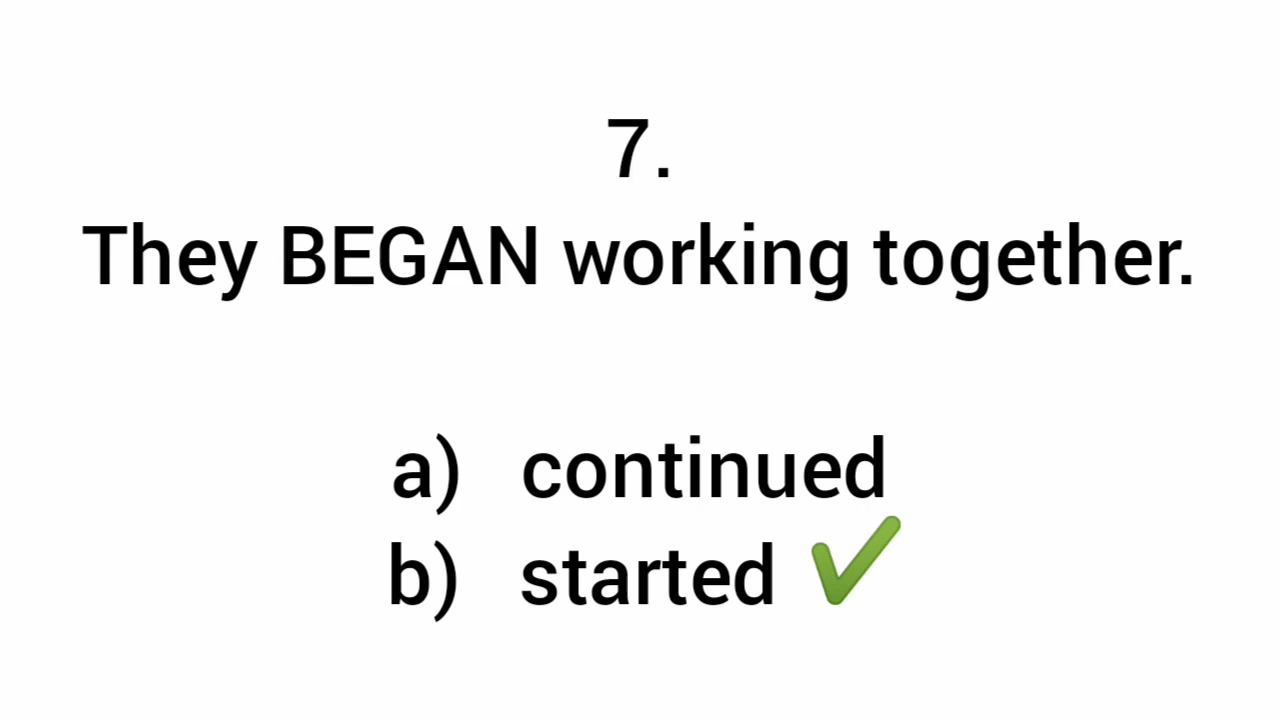 7.
They BEGAN working together.
a) continued
b) started ✔